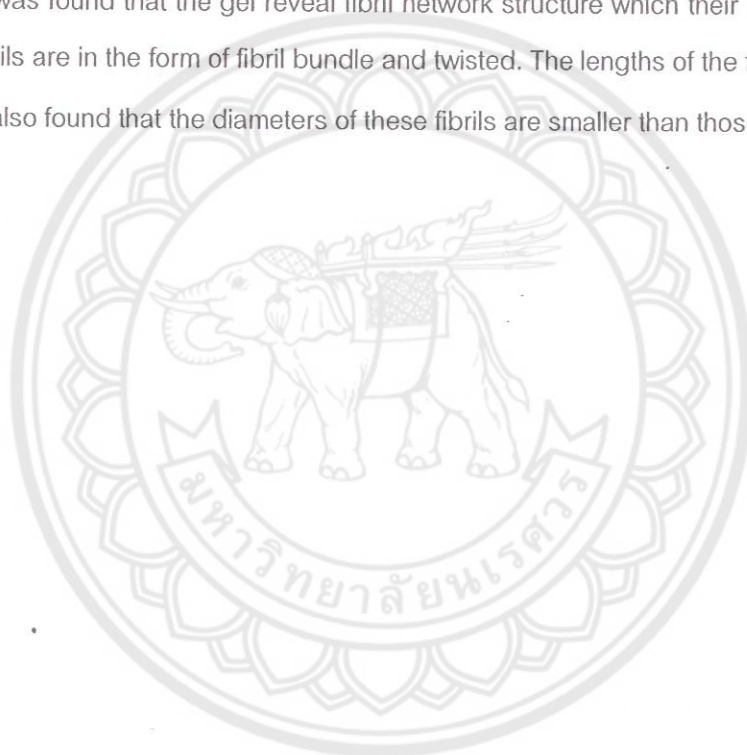 was found that the gel reveal fibril network structure which their
ils are in the form of fibril bundle and twisted. The lengths of the
also found that the diameters of these fibrils are smaller than thos
มหาวิทยาลัยนเรศวร